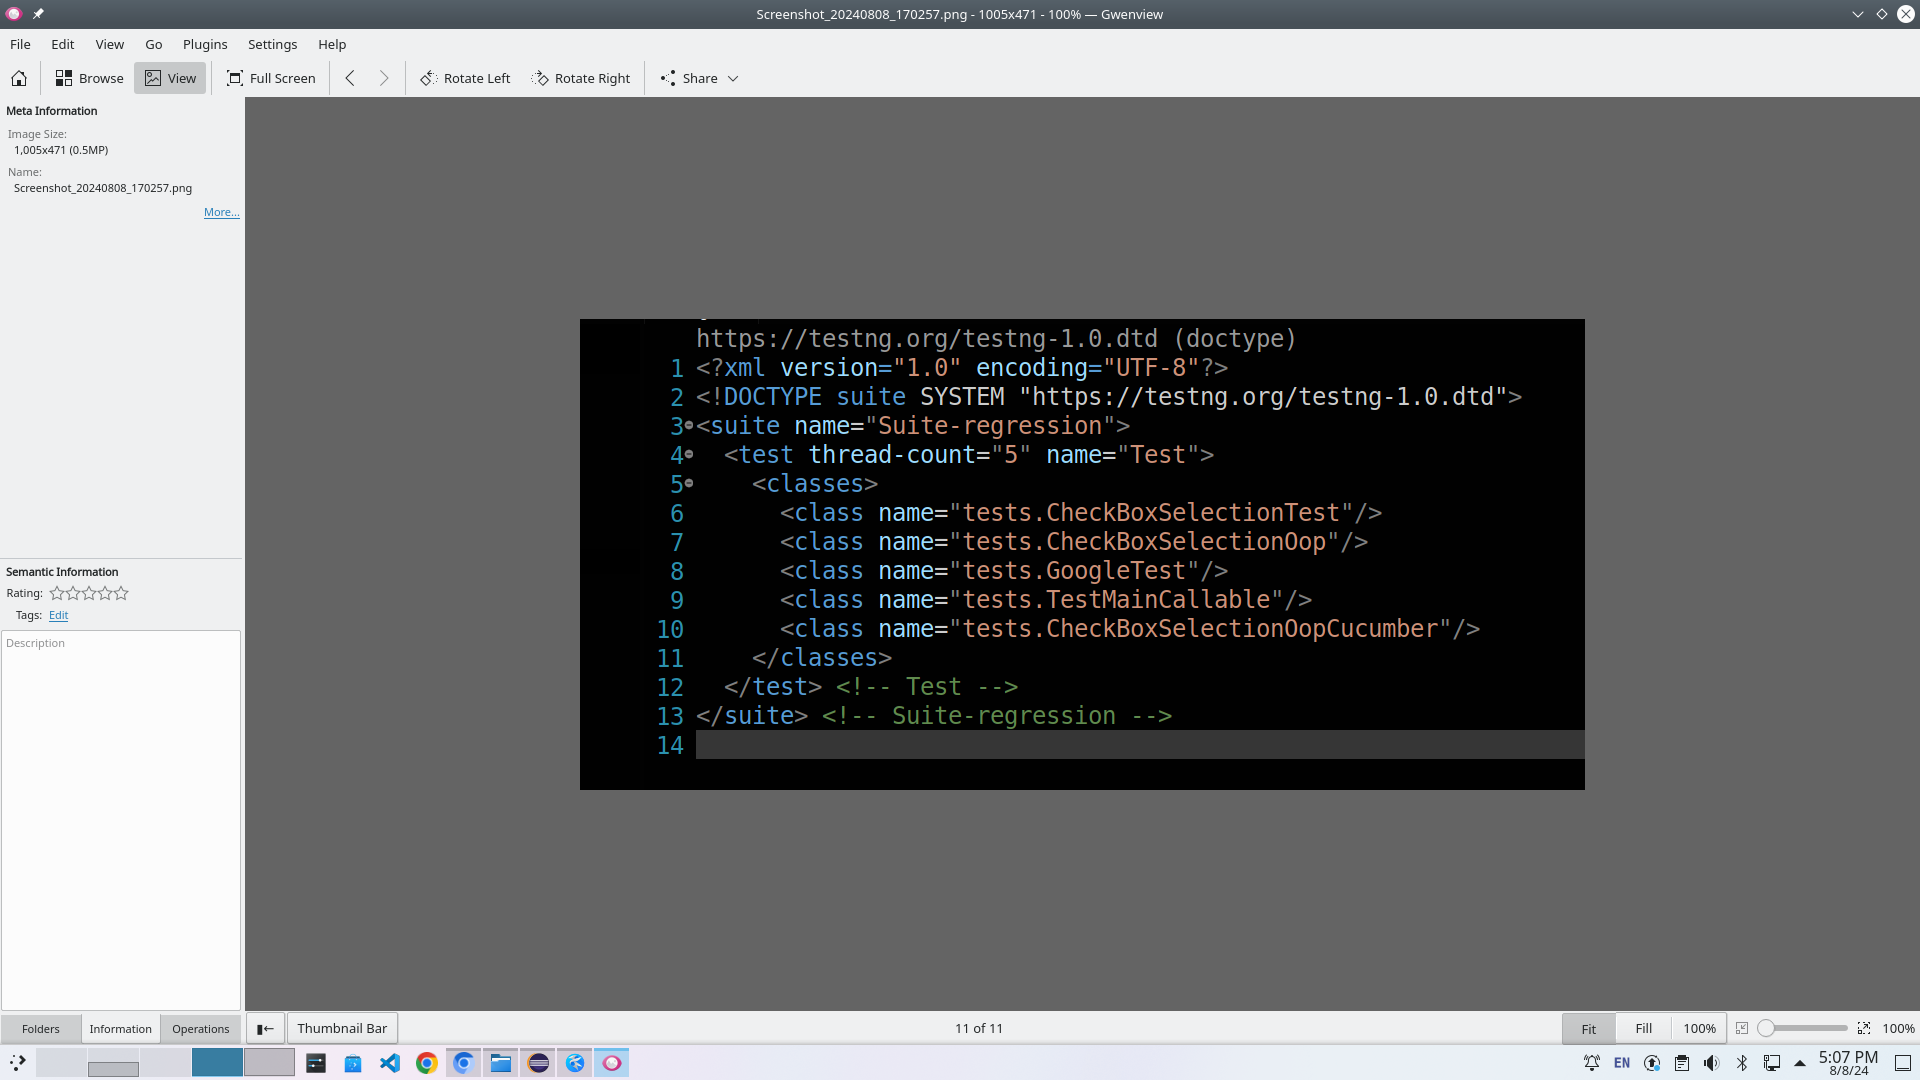 Screenshot_20240808_170257.png - 1005x471 - 100% — Gwenview
File Edit View Go Plugins Settings Help
Browse View Full Screen Rotate Left Rotate Right Share
Meta Information
Image Size:
1,005x471 (0.5MP)
Name:
Screenshot_20240808_170257.png
More...
https://testng.org/testng-1.0.dtd (doctype)
1 <?xml version="1.0" encoding="UTF-8"?>
2 <!DOCTYPE suite SYSTEM "https://testng.org/testng-1.0.dtd">
3 <suite name="Suite-regression">
4 <test thread-count="5" name="Test">
5 <classes>
6 <class name="tests.CheckBoxSelectionTest"/>
7 <class name="tests.CheckBoxSelectionOop"/>
8 <class name="tests.GoogleTest"/>
9 <class name="tests.TestMainCallable"/>
10 <class name="tests.CheckBoxSelectionOopCucumber"/>
11 </classes>
12 </test> <!-- Test -->
13 </suite> <!-- Suite-regression -->
14
Semantic Information
Rating:
Tags: Edit
Description
Folders Information Operations Thumbnail Bar 11 of 11 Fit Fill 100% 100%
EN 5:07 PM
8/8/24